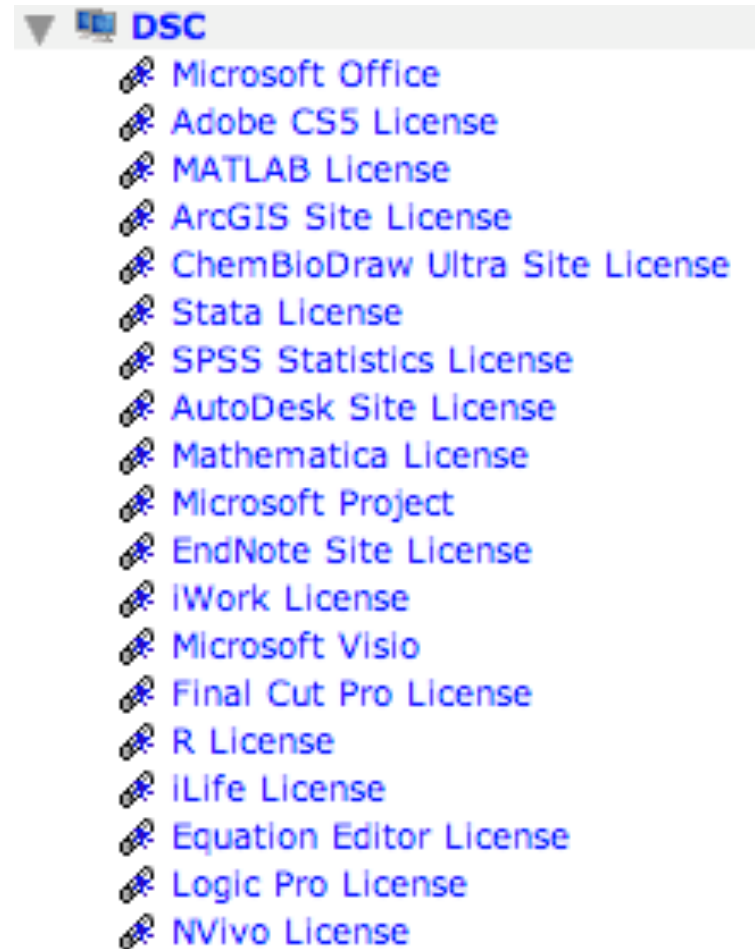 DSC
Microsoft Office
Adobe CS5 License
MATLAB License
ArcGIS Site License
ChemBioDraw Ultra Site License
Stata License
SPSS Statistics License
AutoDesk Site License
Mathematica License
Microsoft Project
EndNote Site License
iWork License
Microsoft Visio
Final Cut Pro License
R License
iLife License
Equation Editor License
Logic Pro License
NVivo License